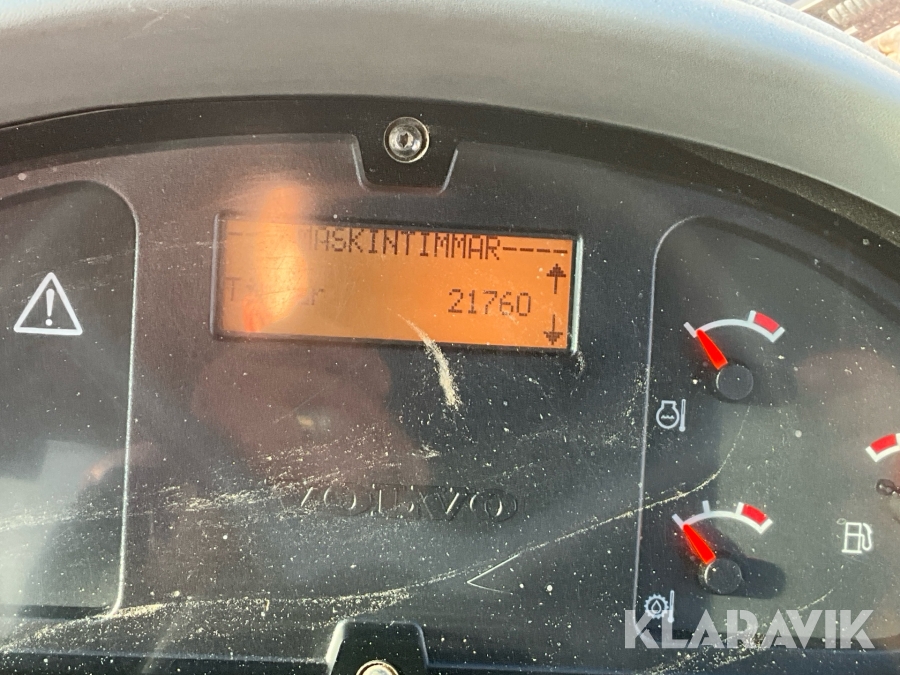 MASKINTIMMAR----
21760
VOLVO
KLARAVIK